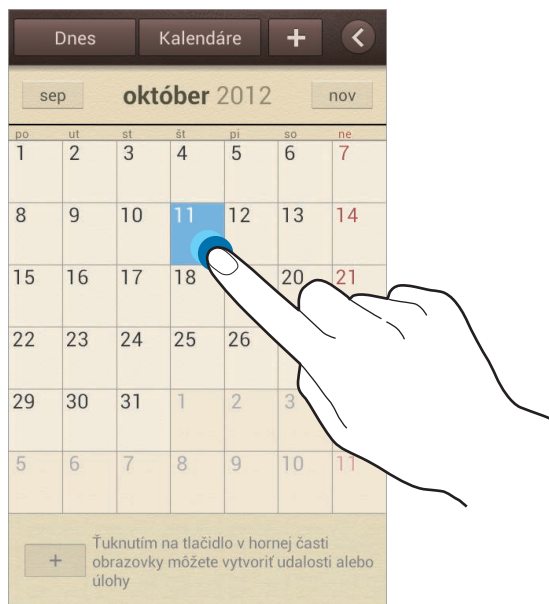 Dnes Kalendáre +
sep október 2012 nov
po ut st št pi so ne
1 2 3 4 5 6 7
8 9 10 11 12 13 14
15 16 17 18 20 21
22 23 24 25 26
29 30 31 1 2 3
5 6 7 8 9 10 11
Ťuknutím na tlačidlo v hornej časti
+ obrazovky môžete vytvoriť udalosti alebo
úlohy